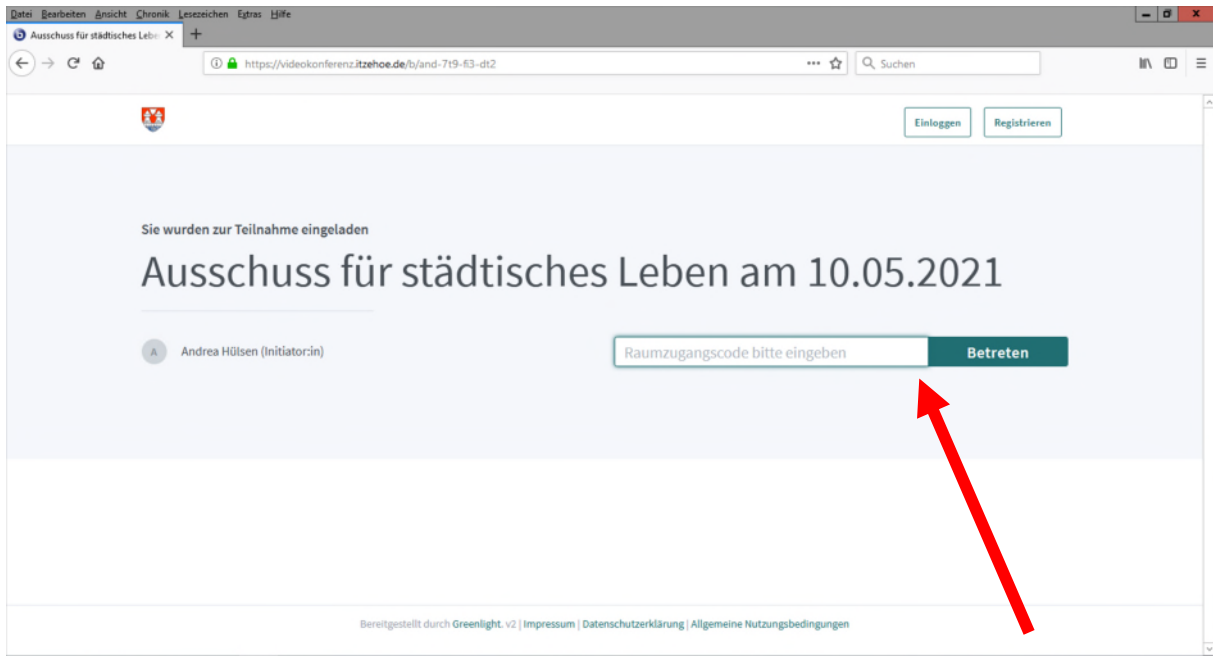 Datei Bearbeiten Ansicht Chronik Lesezeichen Extras Hilfe
Ausschuss für städtisches Lebe
https://videokonferenz.itzehoe.de/b/and-7t9-fi3-dt2
Suchen
Einloggen Registrieren
Sie wurden zur Teilnahme eingeladen
Ausschuss für städtisches Leben am 10.05.2021
A Andrea Hülsen (Initiator:in)
Raumzugangscode bitte eingeben Betreten
Bereitgestellt durch Greenlight. v2 | Impressum | Datenschutzerklärung | Allgemeine Nutzungsbedingungen